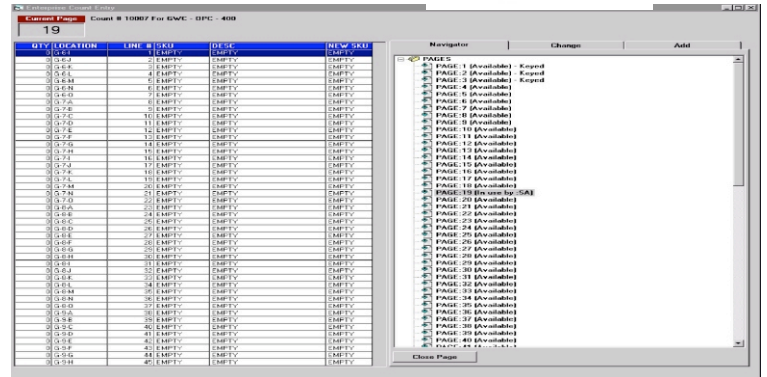 Enterprise Count Entry
Current Page Count # 10007 For GWC - OPC - 400
19
QTY LOCATION LINE # SKU DESC NEW SKU
0 G-6-I 1 EMPTY EMPTY EMPTY
0 G-6-J 2 EMPTY EMPTY EMPTY
0 G-6-K 3 EMPTY EMPTY EMPTY
0 G-6-L 4 EMPTY EMPTY EMPTY
0 G-6-M 5 EMPTY EMPTY EMPTY
0 G-6-N 6 EMPTY EMPTY EMPTY
0 G-6-O 7 EMPTY EMPTY EMPTY
0 G-7-A 8 EMPTY EMPTY EMPTY
0 G-7-B 9 EMPTY EMPTY EMPTY
0 G-7-C 10 EMPTY EMPTY EMPTY
0 G-7-D 11 EMPTY EMPTY EMPTY
0 G-7-E 12 EMPTY EMPTY EMPTY
0 G-7-F 13 EMPTY EMPTY EMPTY
0 G-7-G 14 EMPTY EMPTY EMPTY
0 G-7-H 15 EMPTY EMPTY EMPTY
0 G-7-I 16 EMPTY EMPTY EMPTY
0 G-7-J 17 EMPTY EMPTY EMPTY
0 G-7-K 18 EMPTY EMPTY EMPTY
0 G-7-L 19 EMPTY EMPTY EMPTY
0 G-7-M 20 EMPTY EMPTY EMPTY
0 G-7-N 21 EMPTY EMPTY EMPTY
0 G-7-O 22 EMPTY EMPTY EMPTY
0 G-8-A 23 EMPTY EMPTY EMPTY
0 G-8-B 24 EMPTY EMPTY EMPTY
0 G-8-C 25 EMPTY EMPTY EMPTY
0 G-8-D 26 EMPTY EMPTY EMPTY
0 G-8-E 27 EMPTY EMPTY EMPTY
0 G-8-F 28 EMPTY EMPTY EMPTY
0 G-8-G 29 EMPTY EMPTY EMPTY
0 G-8-H 30 EMPTY EMPTY EMPTY
0 G-8-I 31 EMPTY EMPTY EMPTY
0 G-8-J 32 EMPTY EMPTY EMPTY
0 G-8-K 33 EMPTY EMPTY EMPTY
0 G-8-L 34 EMPTY EMPTY EMPTY
0 G-8-M 35 EMPTY EMPTY EMPTY
0 G-8-N 36 EMPTY EMPTY EMPTY
0 G-8-O 37 EMPTY EMPTY EMPTY
0 G-9-A 38 EMPTY EMPTY EMPTY
0 G-9-B 39 EMPTY EMPTY EMPTY
0 G-9-C 40 EMPTY EMPTY EMPTY
0 G-9-D 41 EMPTY EMPTY EMPTY
0 G-9-E 42 EMPTY EMPTY EMPTY
0 G-9-F 43 EMPTY EMPTY EMPTY
0 G-9-G 44 EMPTY EMPTY EMPTY
0 G-9-H 45 EMPTY EMPTY EMPTY
Navigator Change Add
PAGES
PAGE:1 (Available) - Keyed
PAGE:2 (Available) - Keyed
PAGE:3 (Available) - Keyed
PAGE:4 (Available)
PAGE:5 (Available)
PAGE:6 (Available)
PAGE:7 (Available)
PAGE:8 (Available)
PAGE:9 (Available)
PAGE:10 (Available)
PAGE:11 (Available)
PAGE:12 (Available)
PAGE:13 (Available)
PAGE:14 (Available)
PAGE:15 (Available)
PAGE:16 (Available)
PAGE:17 (Available)
PAGE:18 (Available)
PAGE:19 (In use by :SA)
PAGE:20 (Available)
PAGE:21 (Available)
PAGE:22 (Available)
PAGE:23 (Available)
PAGE:24 (Available)
PAGE:25 (Available)
PAGE:26 (Available)
PAGE:27 (Available)
PAGE:28 (Available)
PAGE:29 (Available)
PAGE:30 (Available)
PAGE:31 (Available)
PAGE:32 (Available)
PAGE:33 (Available)
PAGE:34 (Available)
PAGE:35 (Available)
PAGE:36 (Available)
PAGE:37 (Available)
PAGE:38 (Available)
PAGE:39 (Available)
PAGE:40 (Available)
PAGE:41 (Available)
Close Page